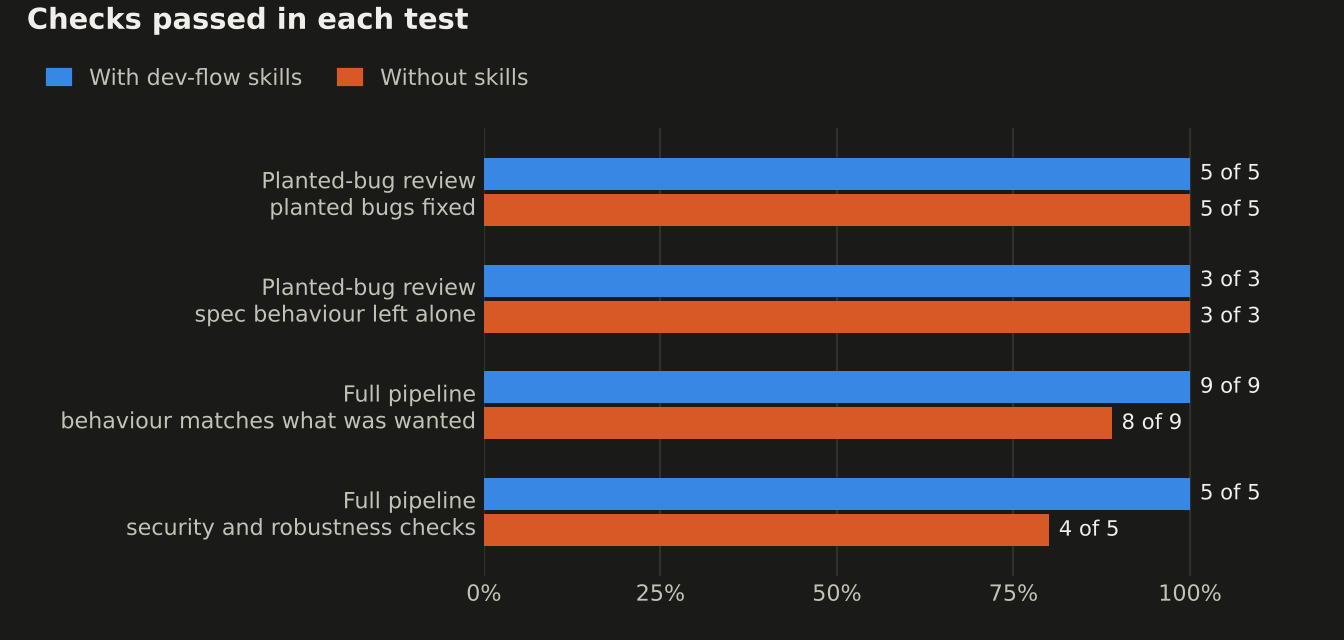 Checks passed in each test
With dev-flow skills
Without skills
Planted-bug review
planted bugs fixed
5 of 5
5 of 5
Planted-bug review
spec behaviour left alone
3 of 3
3 of 3
Full pipeline
behaviour matches what was wanted
9 of 9
8 of 9
Full pipeline
security and robustness checks
5 of 5
4 of 5
0% 25% 50% 75% 100%